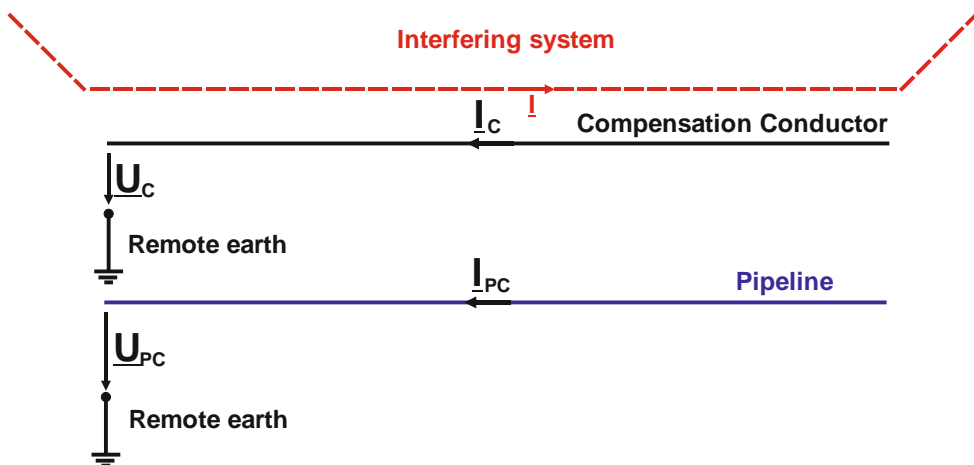 Interfering system
I
IC
Compensation Conductor
UC
Remote earth
IPC
Pipeline
UPC
Remote earth